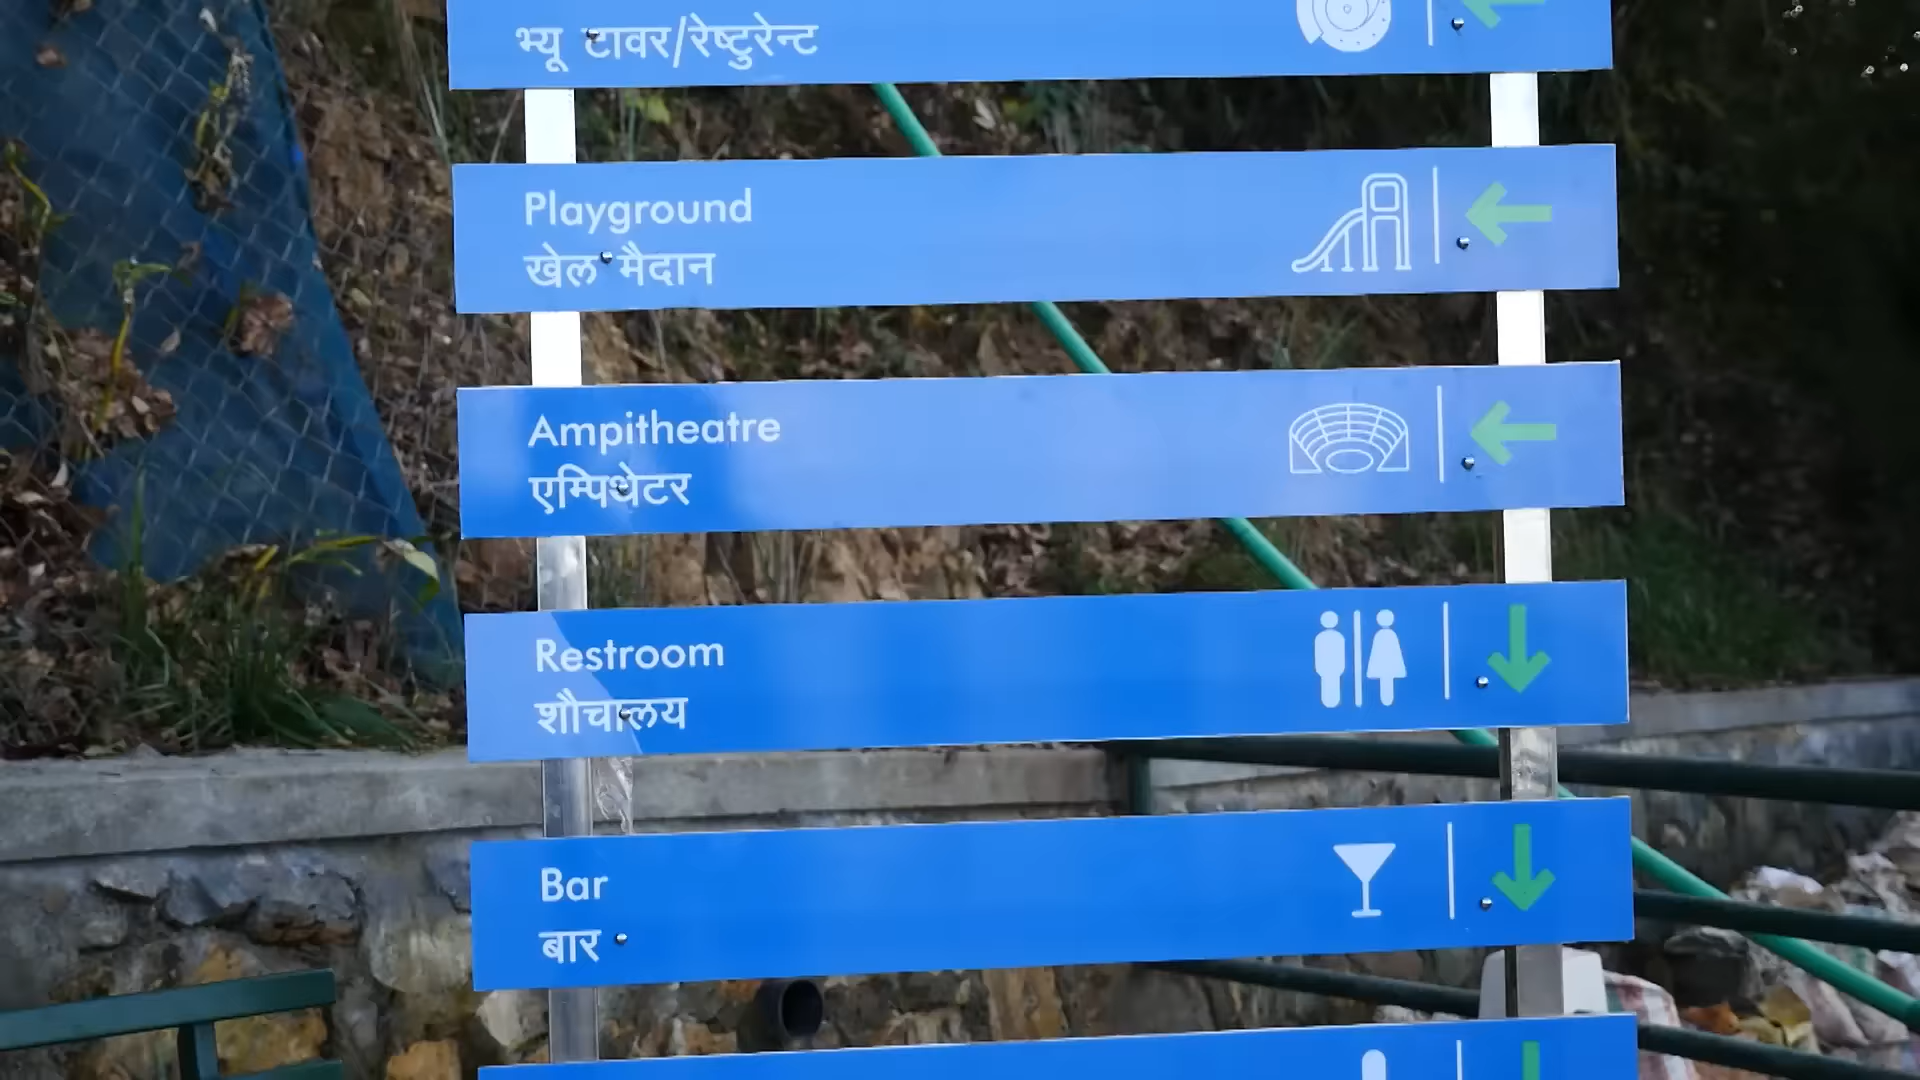 भ्यू टावर/रेष्टुरेन्ट
Playground
खेल मैदान
Ampitheatre
एम्पिथेटर
Restroom
शौचालय
Bar
बार